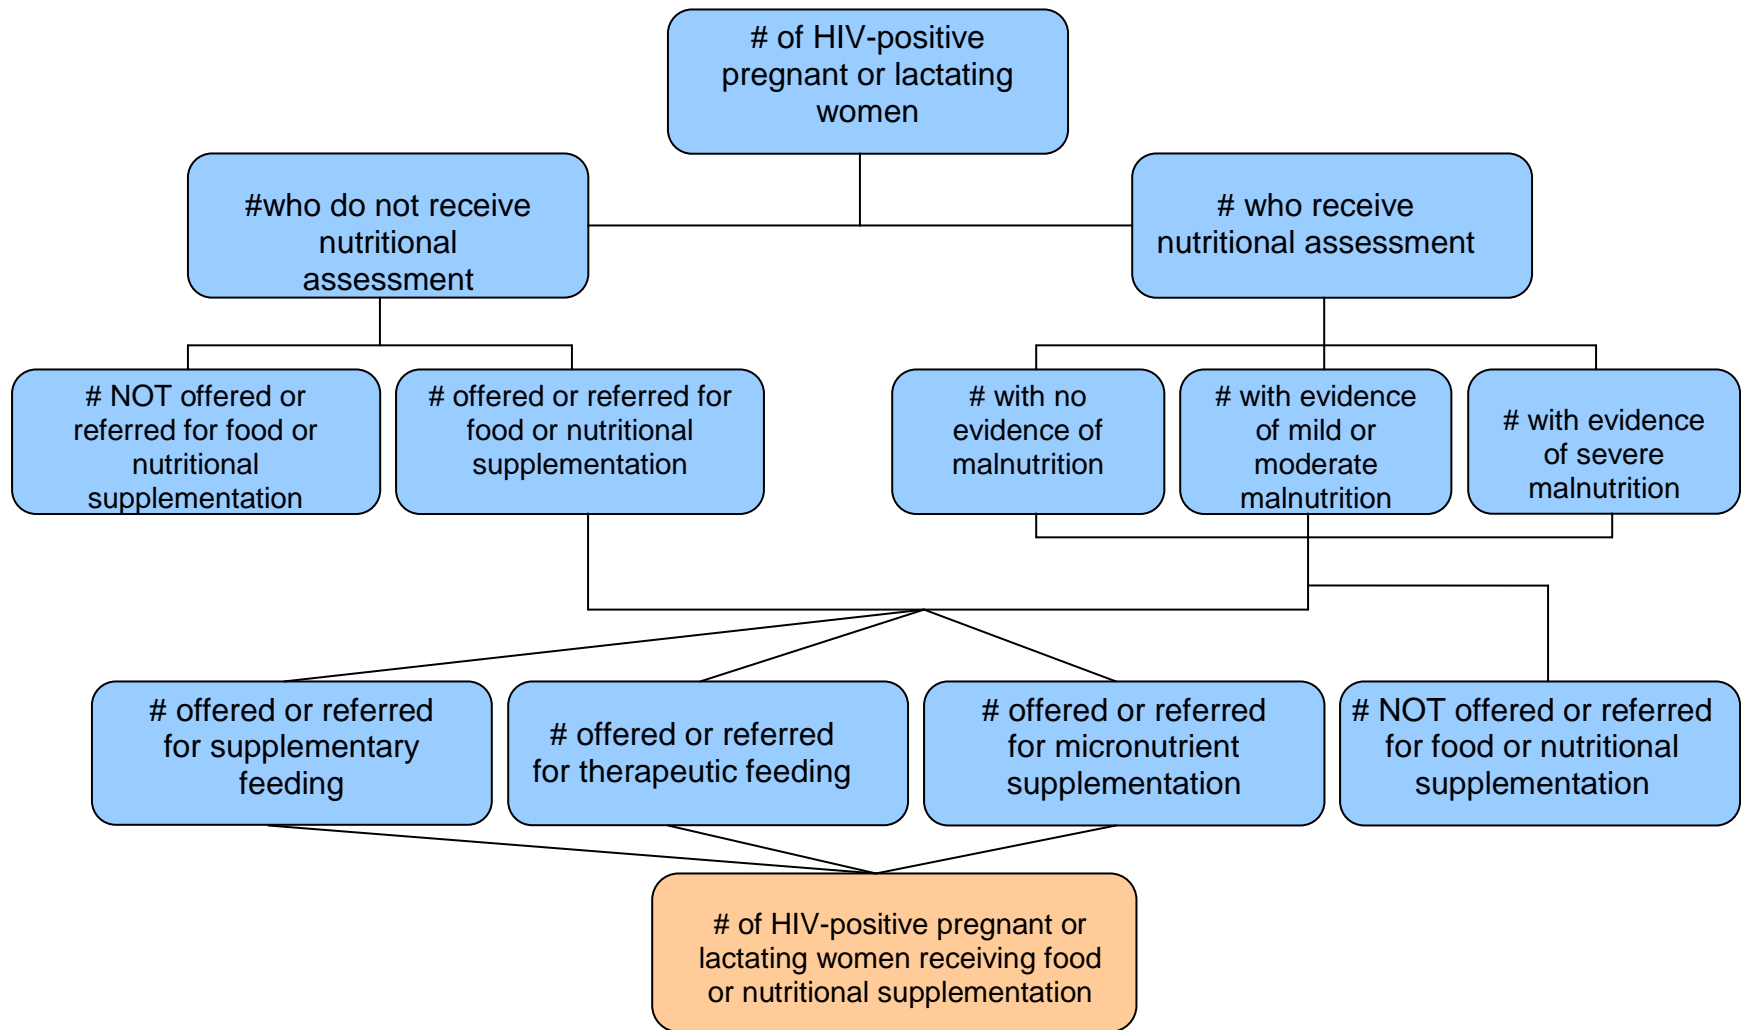 # of HIV-positive
pregnant or lactating
women
#who do not receive
nutritional
assessment
# who receive
nutritional assessment
# NOT offered or
referred for food or
nutritional
supplementation
# offered or referred for
food or nutritional
supplementation
# with no
evidence of
malnutrition
# with evidence
of mild or
moderate
malnutrition
# with evidence
of severe
malnutrition
# offered or referred
for supplementary
feeding
# offered or referred
for therapeutic feeding
# offered or referred
for micronutrient
supplementation
# NOT offered or referred
for food or nutritional
supplementation
# of HIV-positive pregnant or
lactating women receiving food
or nutritional supplementation